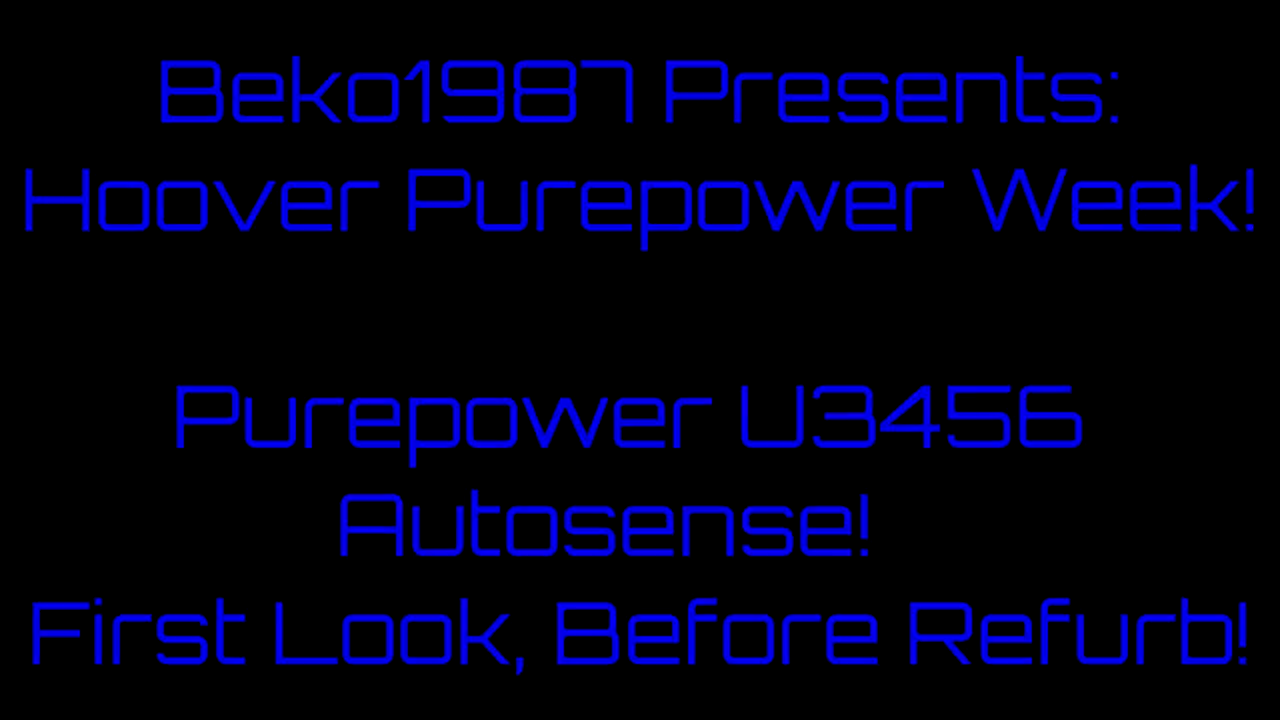 Beko1987 Presents:
Hoover Purepower Week!
Purepower U3456
Autosense!
First Look, Before Refurb!